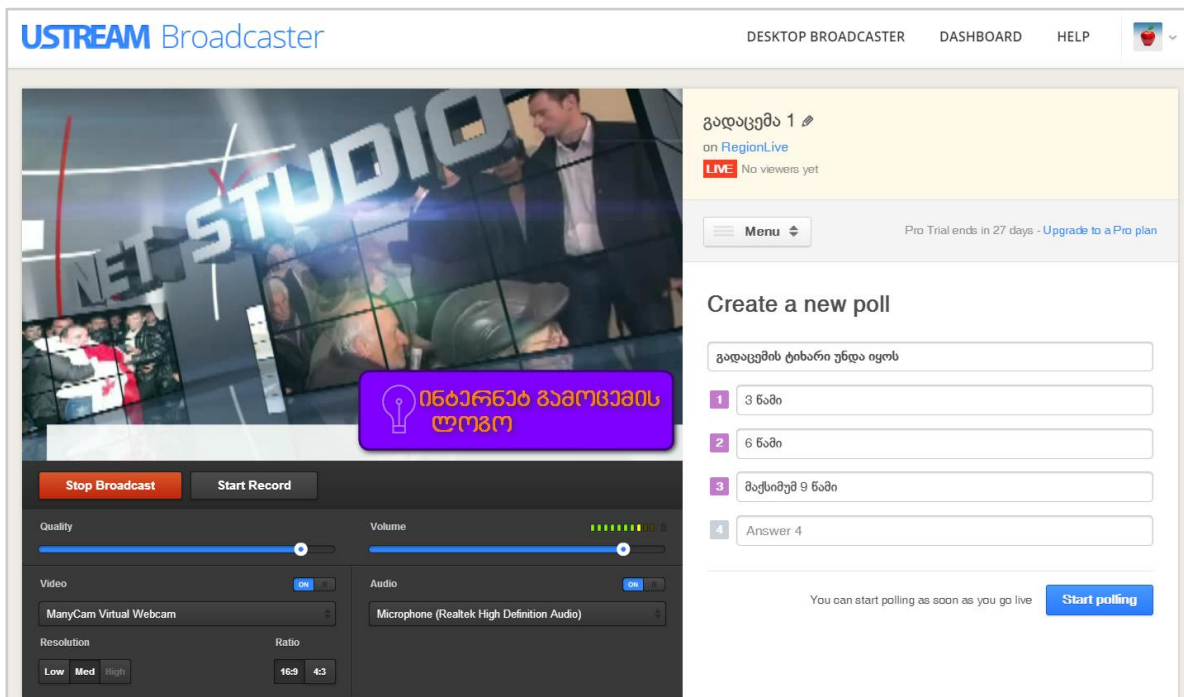 USTREAM Broadcaster
DESKTOP BROADCASTER
DASHBOARD
HELP
NET STUDIO
ინტერნეტ გამოცემის
ლოგო
გადაცემა 1
on RegionLive
LIVE No viewers yet
Menu
Pro Trial ends in 27 days - Upgrade to a Pro plan
Create a new poll
გადაცემის ტიხარი უნდა იყოს
1 3 წამი
2 6 წამი
3 მაქსიმუმ 9 წამი
4 Answer 4
You can start polling as soon as you go live
Start polling
Stop Broadcast
Start Record
Quality
Volume
Video
ON
Audio
ON
ManyCam Virtual Webcam
Microphone (Realtek High Definition Audio)
Resolution
Ratio
Low Med High
16:9 4:3